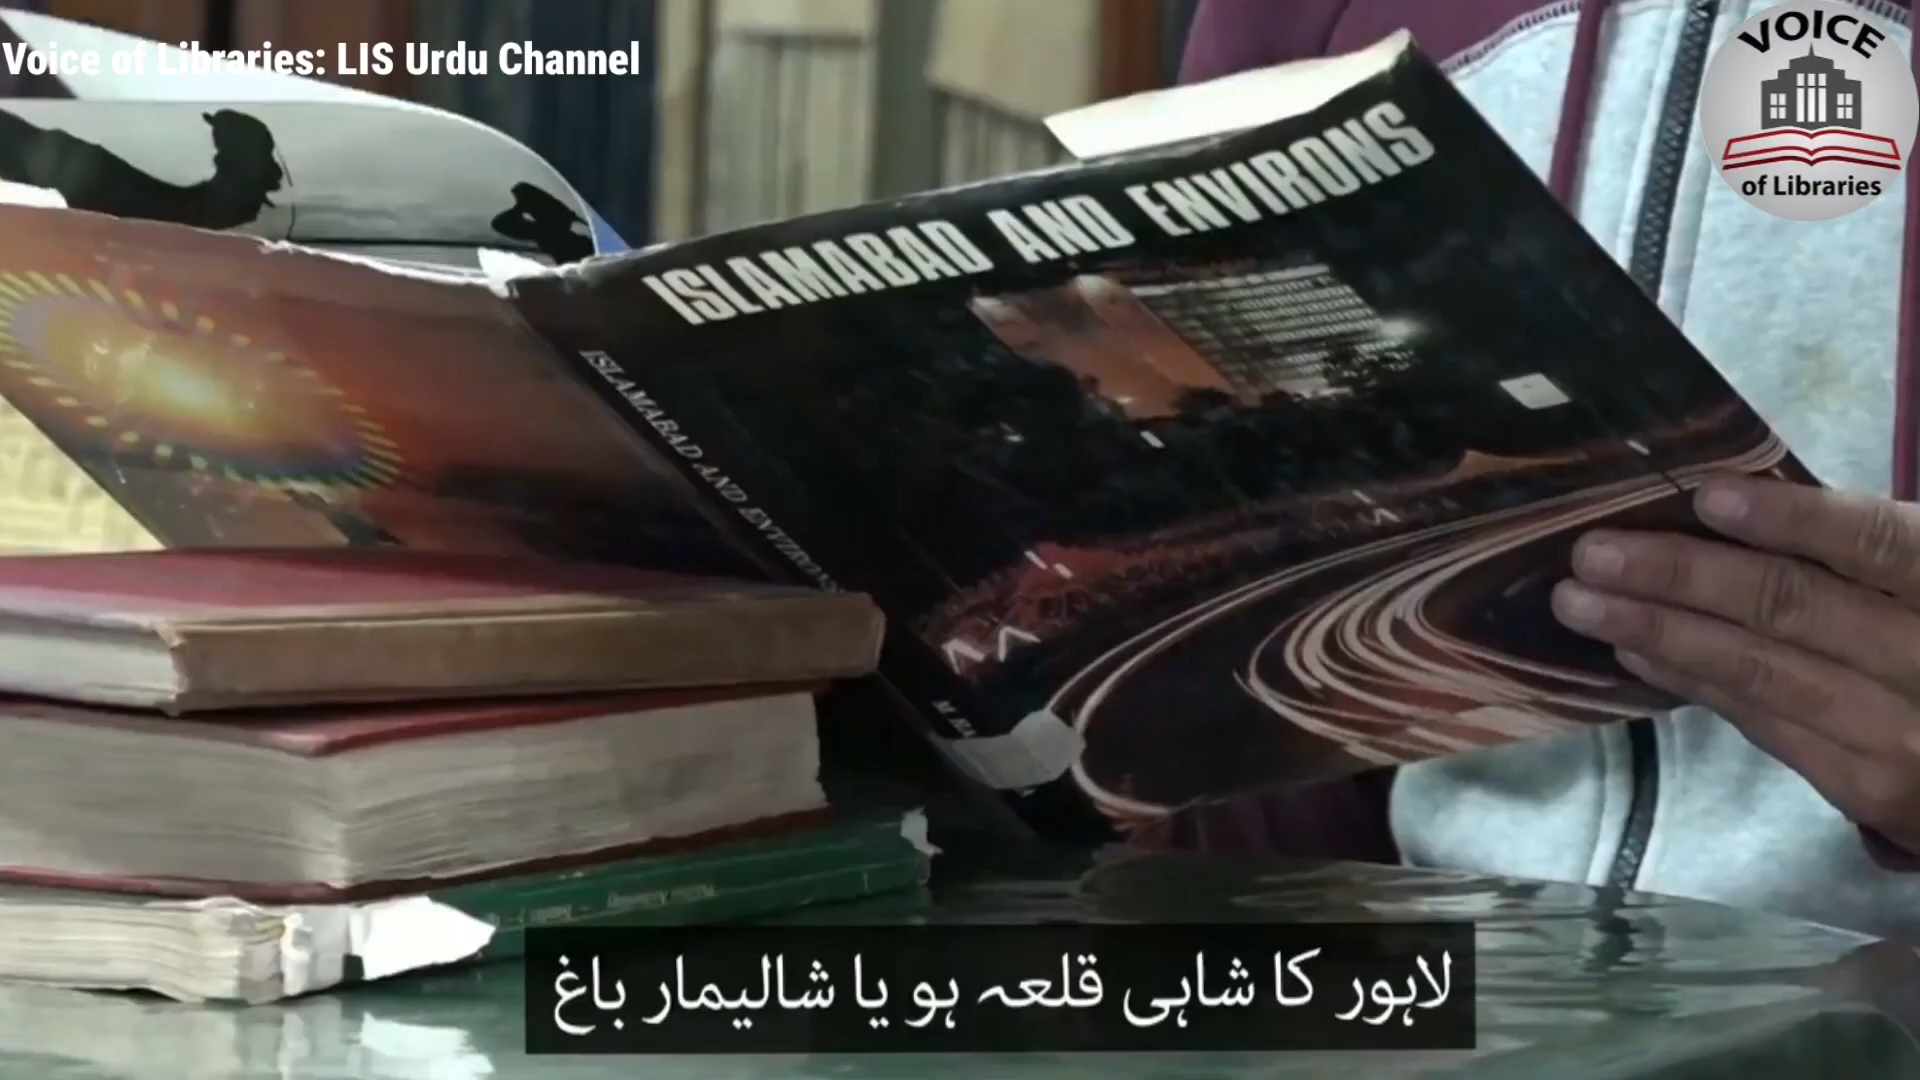 Voice of Libraries: LIS Urdu Channel
VOICE
of Libraries
ISLAMABAD AND ENVIRONS
ISLAMABAD AND ENVIRONS
لاہور کا شاہی قلعہ ہو یا شالیمار باغ